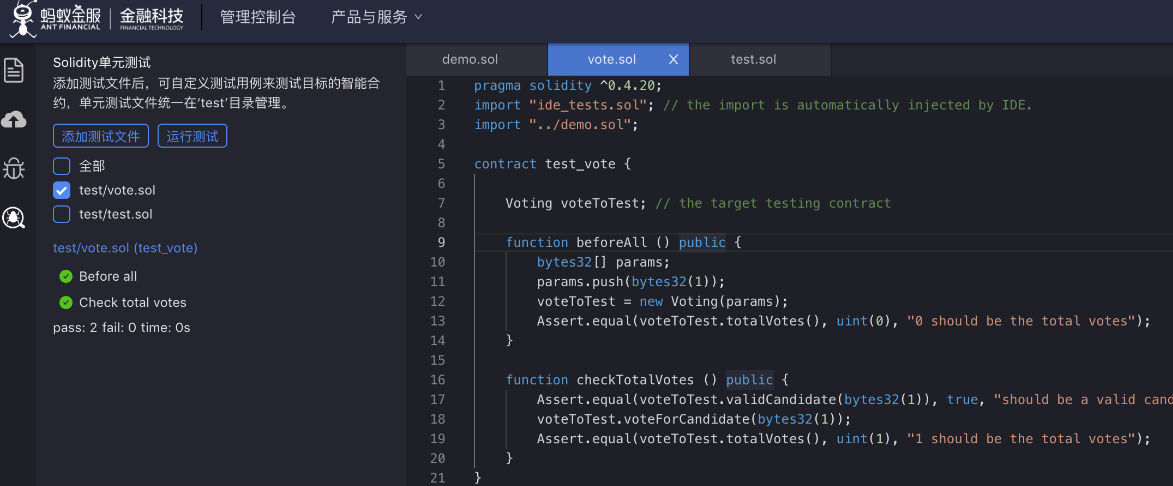 蚂蚁金服 金融科技 管理控制台 产品与服务
ANT FINANCIAL FINANCIAL TECHNOLOGY
Solidity单元测试
添加测试文件后，可自定义测试用例来测试目标的智能合
约，单元测试文件统一在'test'目录管理。
添加测试文件 运行测试
全部
test/vote.sol
test/test.sol
test/vote.sol (test_vote)
Before all
Check total votes
pass: 2 fail: 0 time: 0s
demo.sol vote.sol X test.sol
1 pragma solidity ^0.4.20;
2 import "ide_tests.sol"; // the import is automatically injected by IDE.
3 import "../demo.sol";
4
5 contract test_vote {
6
7 Voting voteToTest; // the target testing contract
8
9 function beforeAll () public {
10 bytes32[] params;
11 params.push(bytes32(1));
12 voteToTest = new Voting(params);
13 Assert.equal(voteToTest.totalVotes(), uint(0), "0 should be the total votes");
14 }
15
16 function checkTotalVotes () public {
17 Assert.equal(voteToTest.validCandidate(bytes32(1)), true, "should be a valid cand
18 voteToTest.voteForCandidate(bytes32(1));
19 Assert.equal(voteToTest.totalVotes(), uint(1), "1 should be the total votes");
20 }
21 }